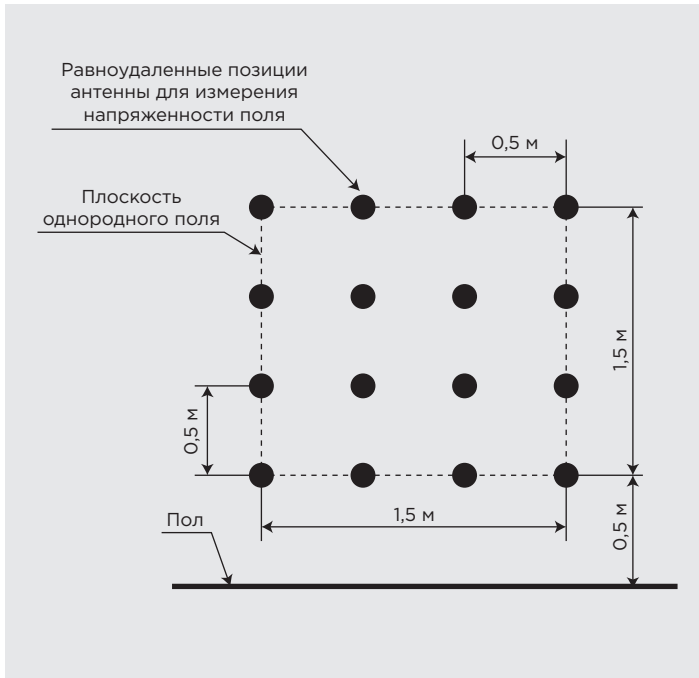 Равноудаленные позиции
антенны для измерения
напряженности поля
0,5 м
Плоскость
однородного поля
1,5 м
0,5 м
1,5 м
0,5 м
Пол